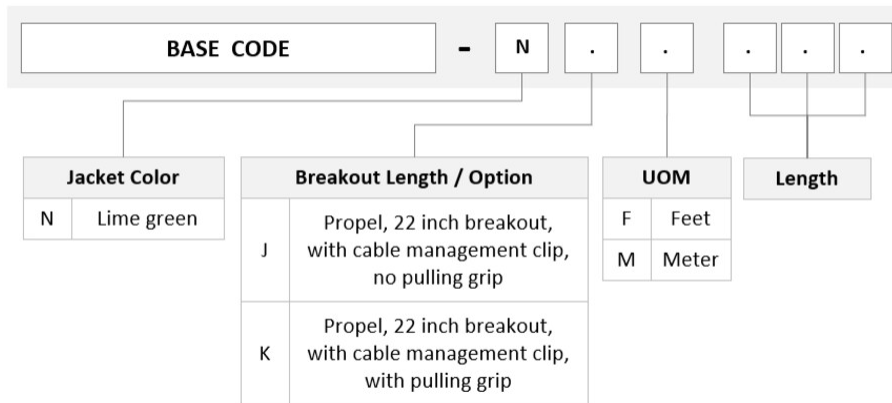 BASE CODE - N . . . . .
Jacket Color
N Lime green
Breakout Length / Option
J Propel, 22 inch breakout,
with cable management clip,
no pulling grip
K Propel, 22 inch breakout,
with cable management clip,
with pulling grip
UOM
F Feet
M Meter
Length